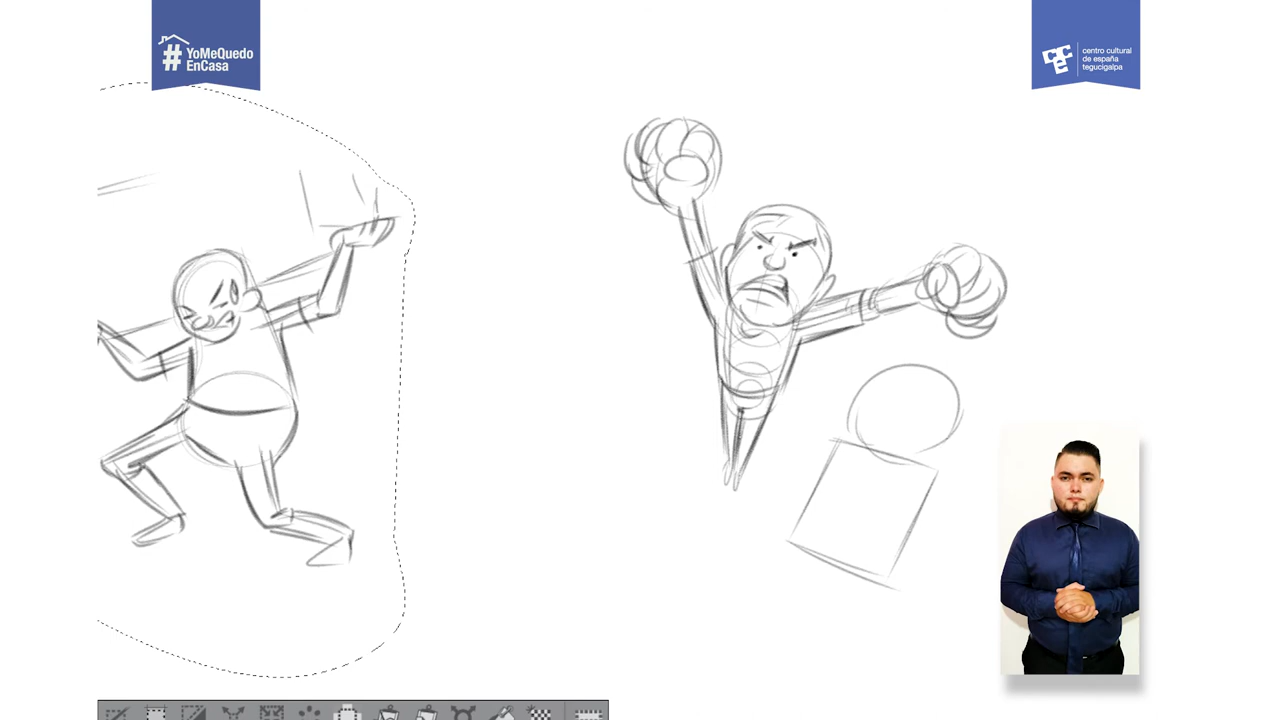 #YoMeQuedo
EnCasa
centro cultural
de españa
tegucigalpa